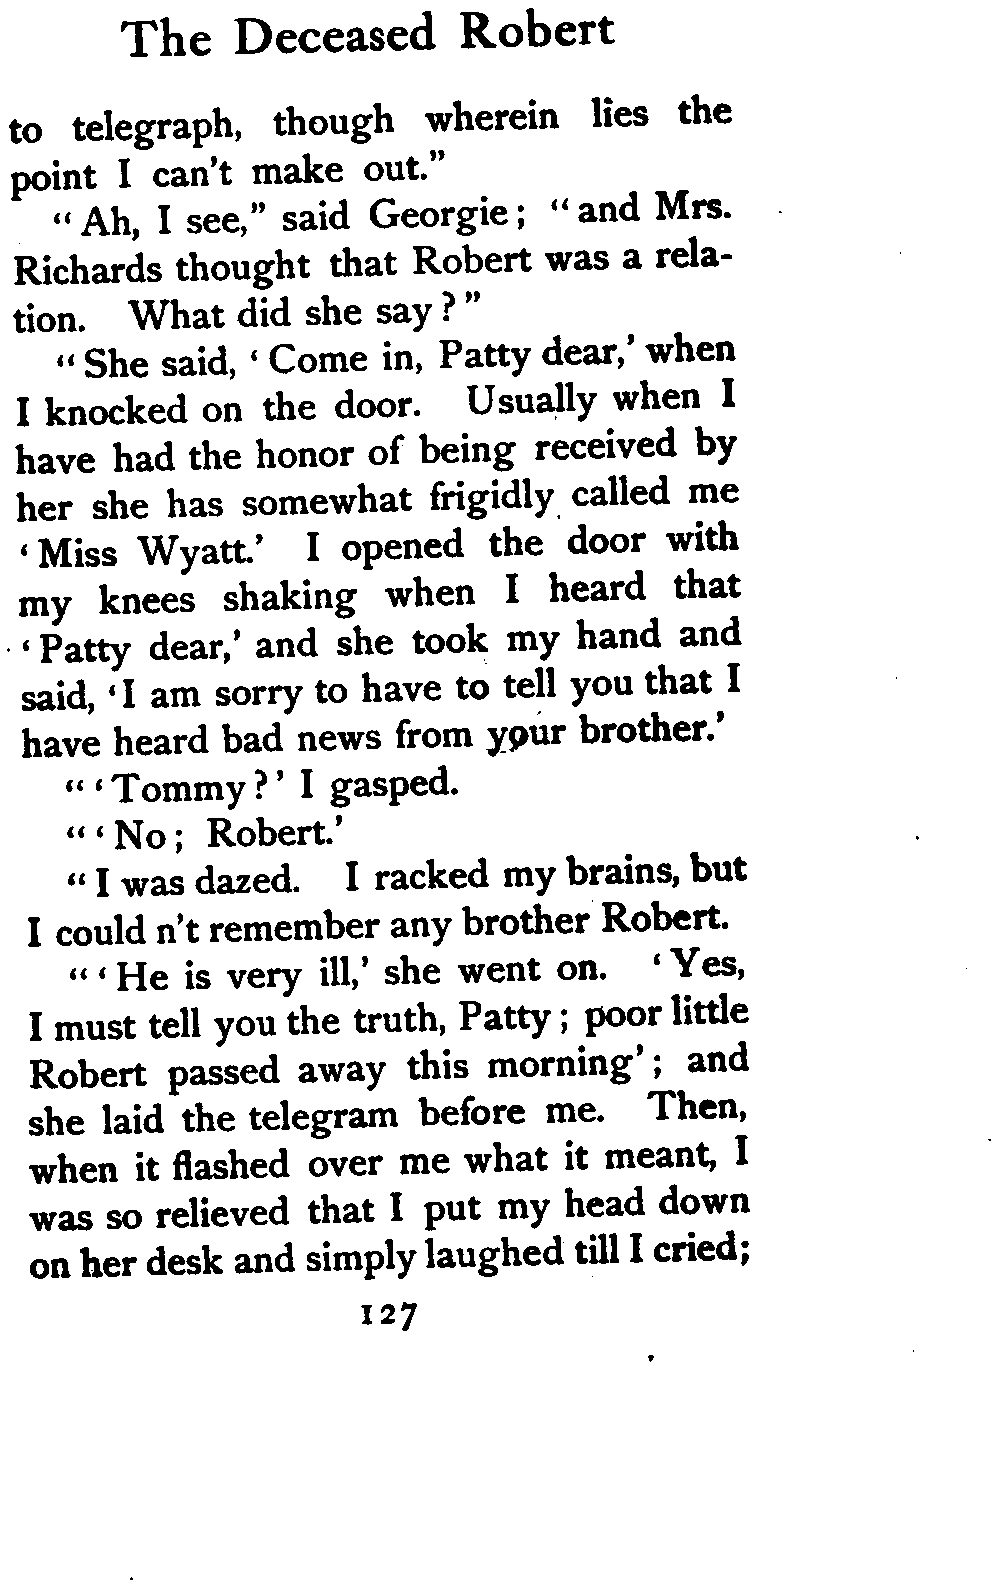 The Deceased Robert
to telegraph, though wherein lies the
point I can't make out."
"Ah, I see," said Georgie; "and Mrs.
Richards thought that Robert was a rela-
tion. What did she say?"
"She said, 'Come in, Patty dear,' when
I knocked on the door. Usually when I
have had the honor of being received by
her she has somewhat frigidly called me
'Miss Wyatt.' I opened the door with
my knees shaking when I heard that
'Patty dear,' and she took my hand and
said, 'I am sorry to have to tell you that I
have heard bad news from your brother.'
"'Tommy?' I gasped.
"'No; Robert.'
"I was dazed. I racked my brains, but
I could n't remember any brother Robert.
"'He is very ill,' she went on. 'Yes,
I must tell you the truth, Patty; poor little
Robert passed away this morning'; and
she laid the telegram before me. Then,
when it flashed over me what it meant, I
was so relieved that I put my head down
on her desk and simply laughed till I cried;
127